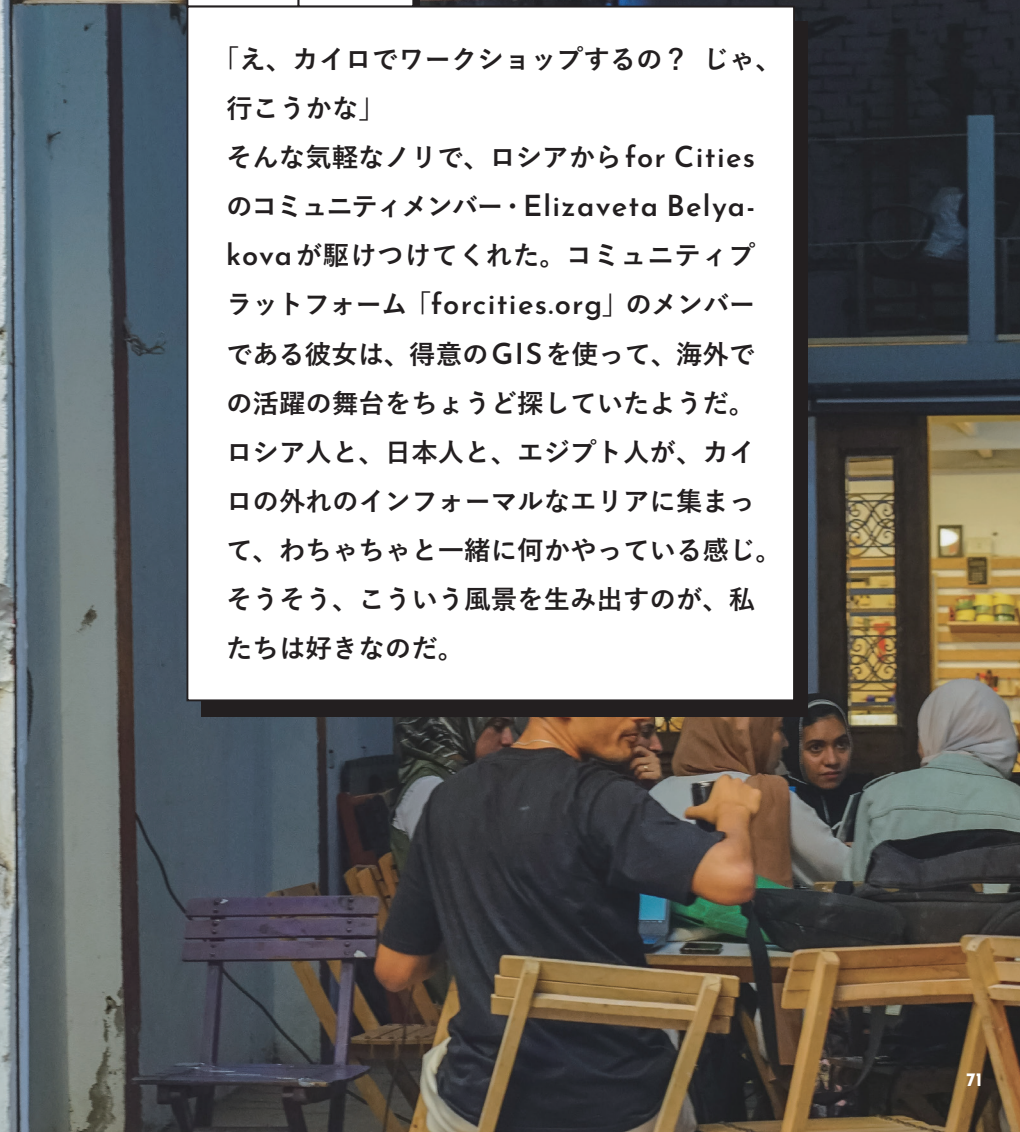 「え、カイロでワークショップするの？ じゃ、
行こうかな」
そんな気軽なノリで、ロシアからfor Cities
のコミュニティメンバー・Elizaveta Belya-
kovaが駆けつけてくれた。コミュニティプ
ラットフォーム「forcities.org」のメンバー
である彼女は、得意のGISを使って、海外で
の活躍の舞台をちょうど探していたようだ。
ロシア人と、日本人と、エジプト人が、カイ
ロの外れのインフォーマルなエリアに集まっ
て、わちゃちゃと一緒に何かやっている感じ。
そうそう、こういう風景を生み出すのが、私
たちは好きなのだ。
71